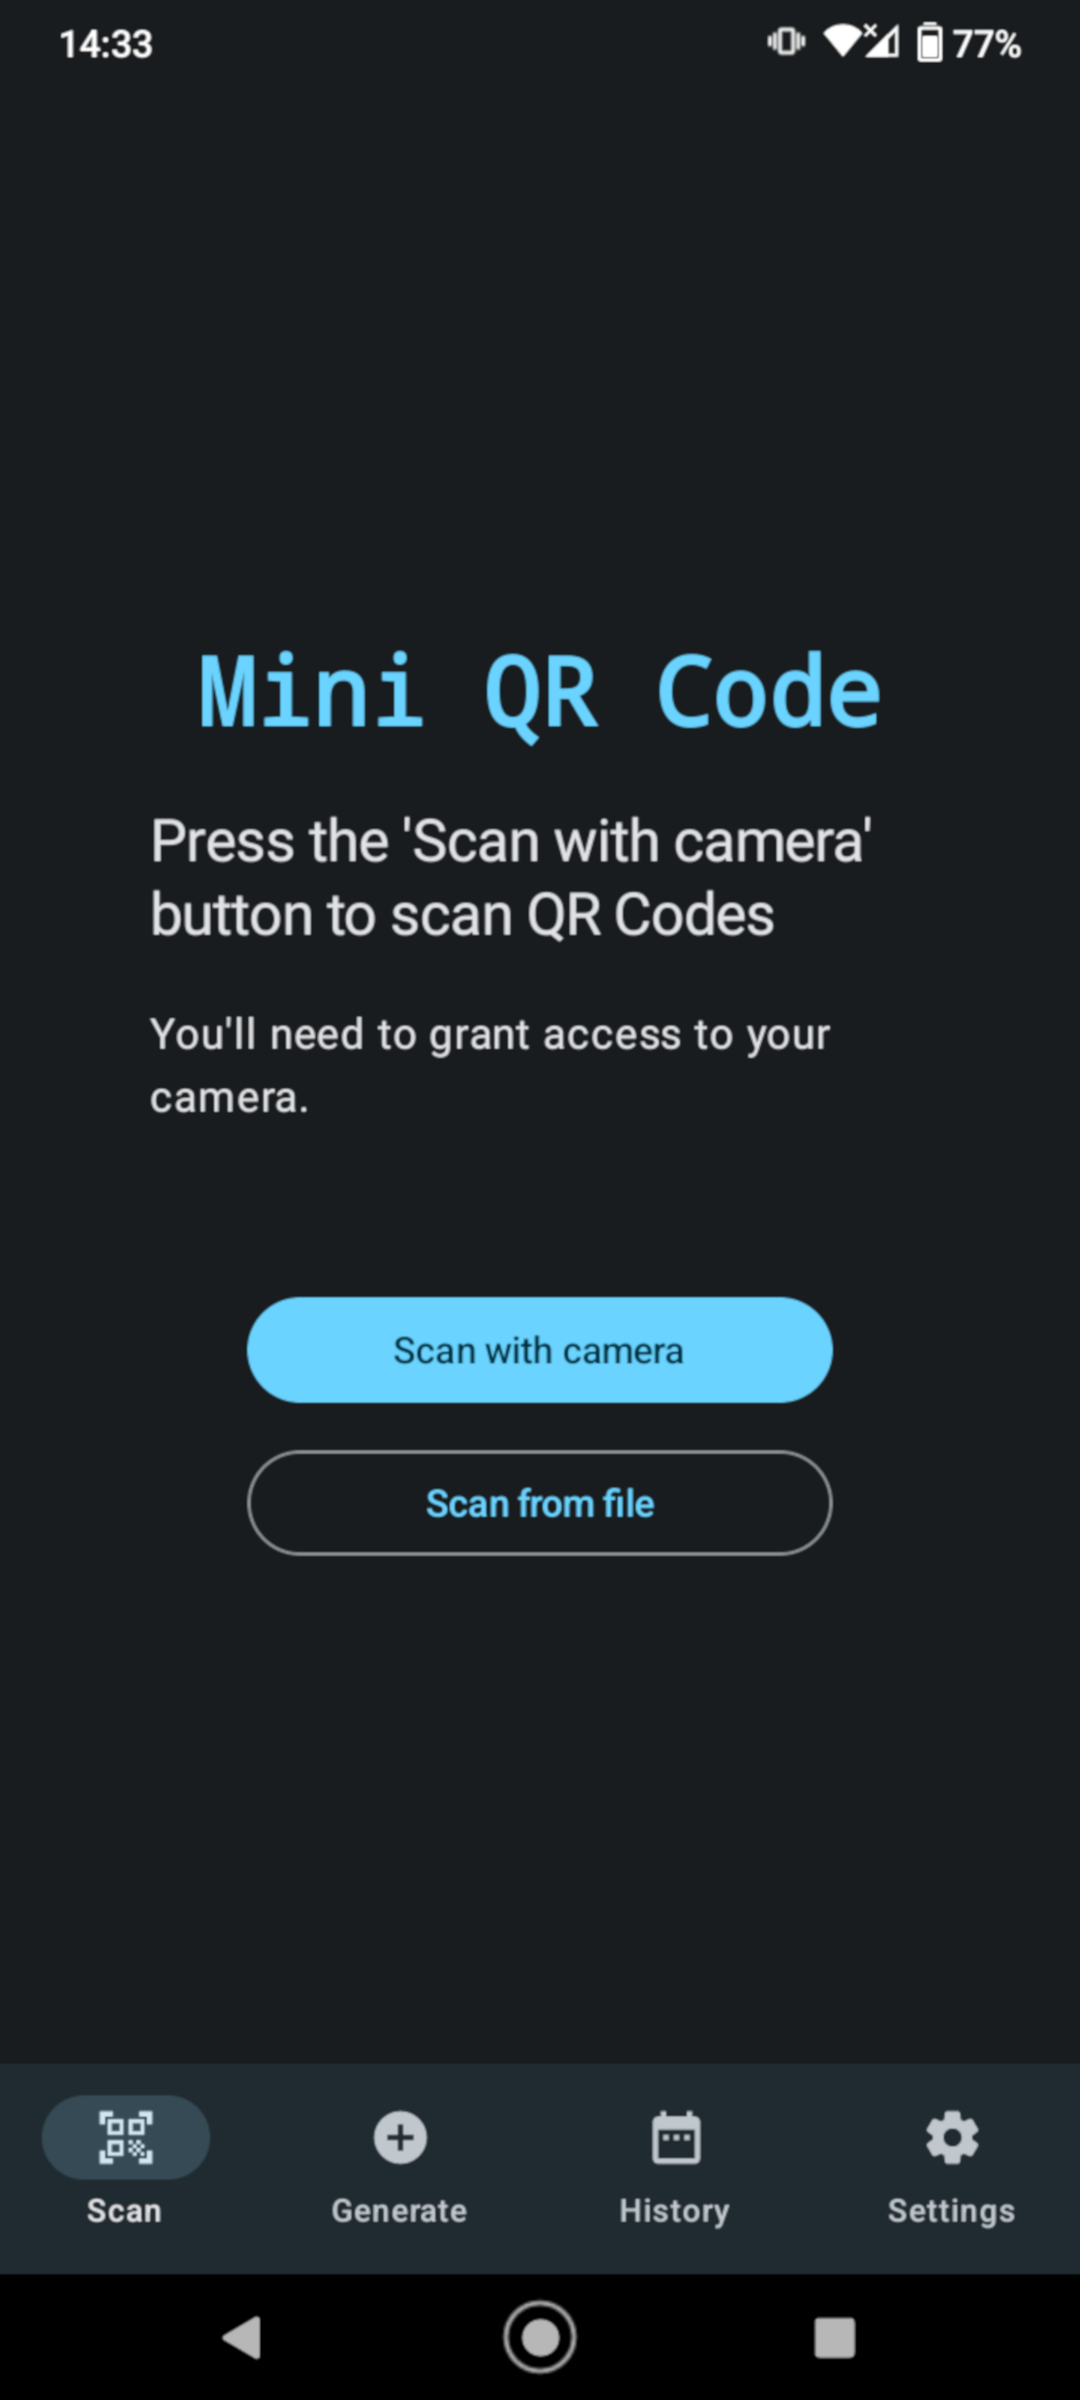 14:33
77%
Mini QR Code
Press the 'Scan with camera'
button to scan QR Codes
You'll need to grant access to your
camera.
Scan with camera
Scan from file
Scan
Generate
History
Settings